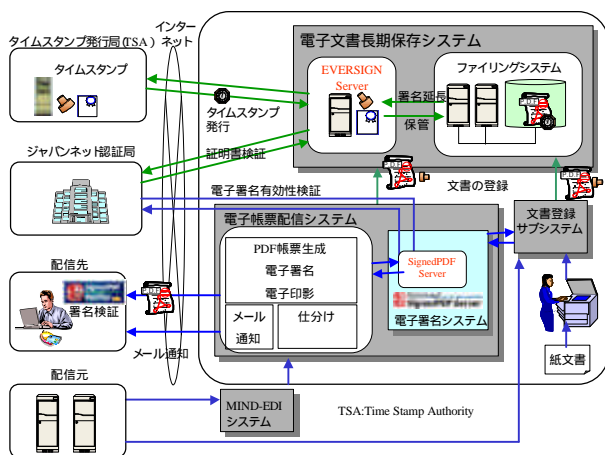 タイムスタンプ発行局(TSA)
インター
ネット
タイムスタンプ
タイムスタンプ
発行
電子文書長期保存システム
EVERSIGN
Server
ファイリングシステム
署名延長
保管
証明書検証
ジャパンネット認証局
電子署名有効性検証
文書の登録
電子帳票配信システム
PDF帳票生成
電子署名
電子印影
メール
通知
仕分け
SignedPDF
Server
電子署名システム
文書登録
サブシステム
配信先
署名検証
メール通知
紙文書
配信元
MIND-EDI
システム
TSA:Time Stamp Authority